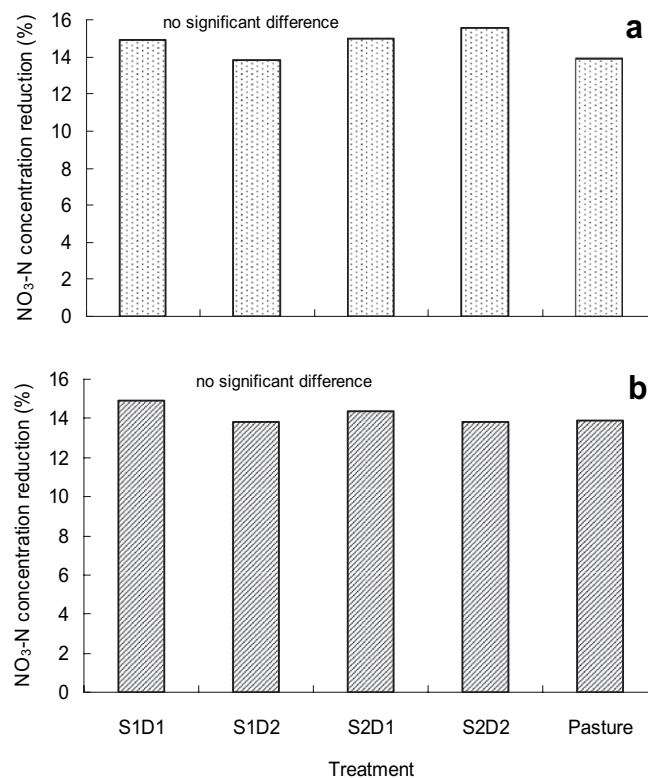 no significant difference
a
NO₃-N concentration reduction (%)
16
14
12
10
8
6
4
2
0
no significant difference
b
NO₃-N concentration reduction (%)
16
14
12
10
8
6
4
2
0
S1D1 S1D2 S2D1 S2D2 Pasture
Treatment